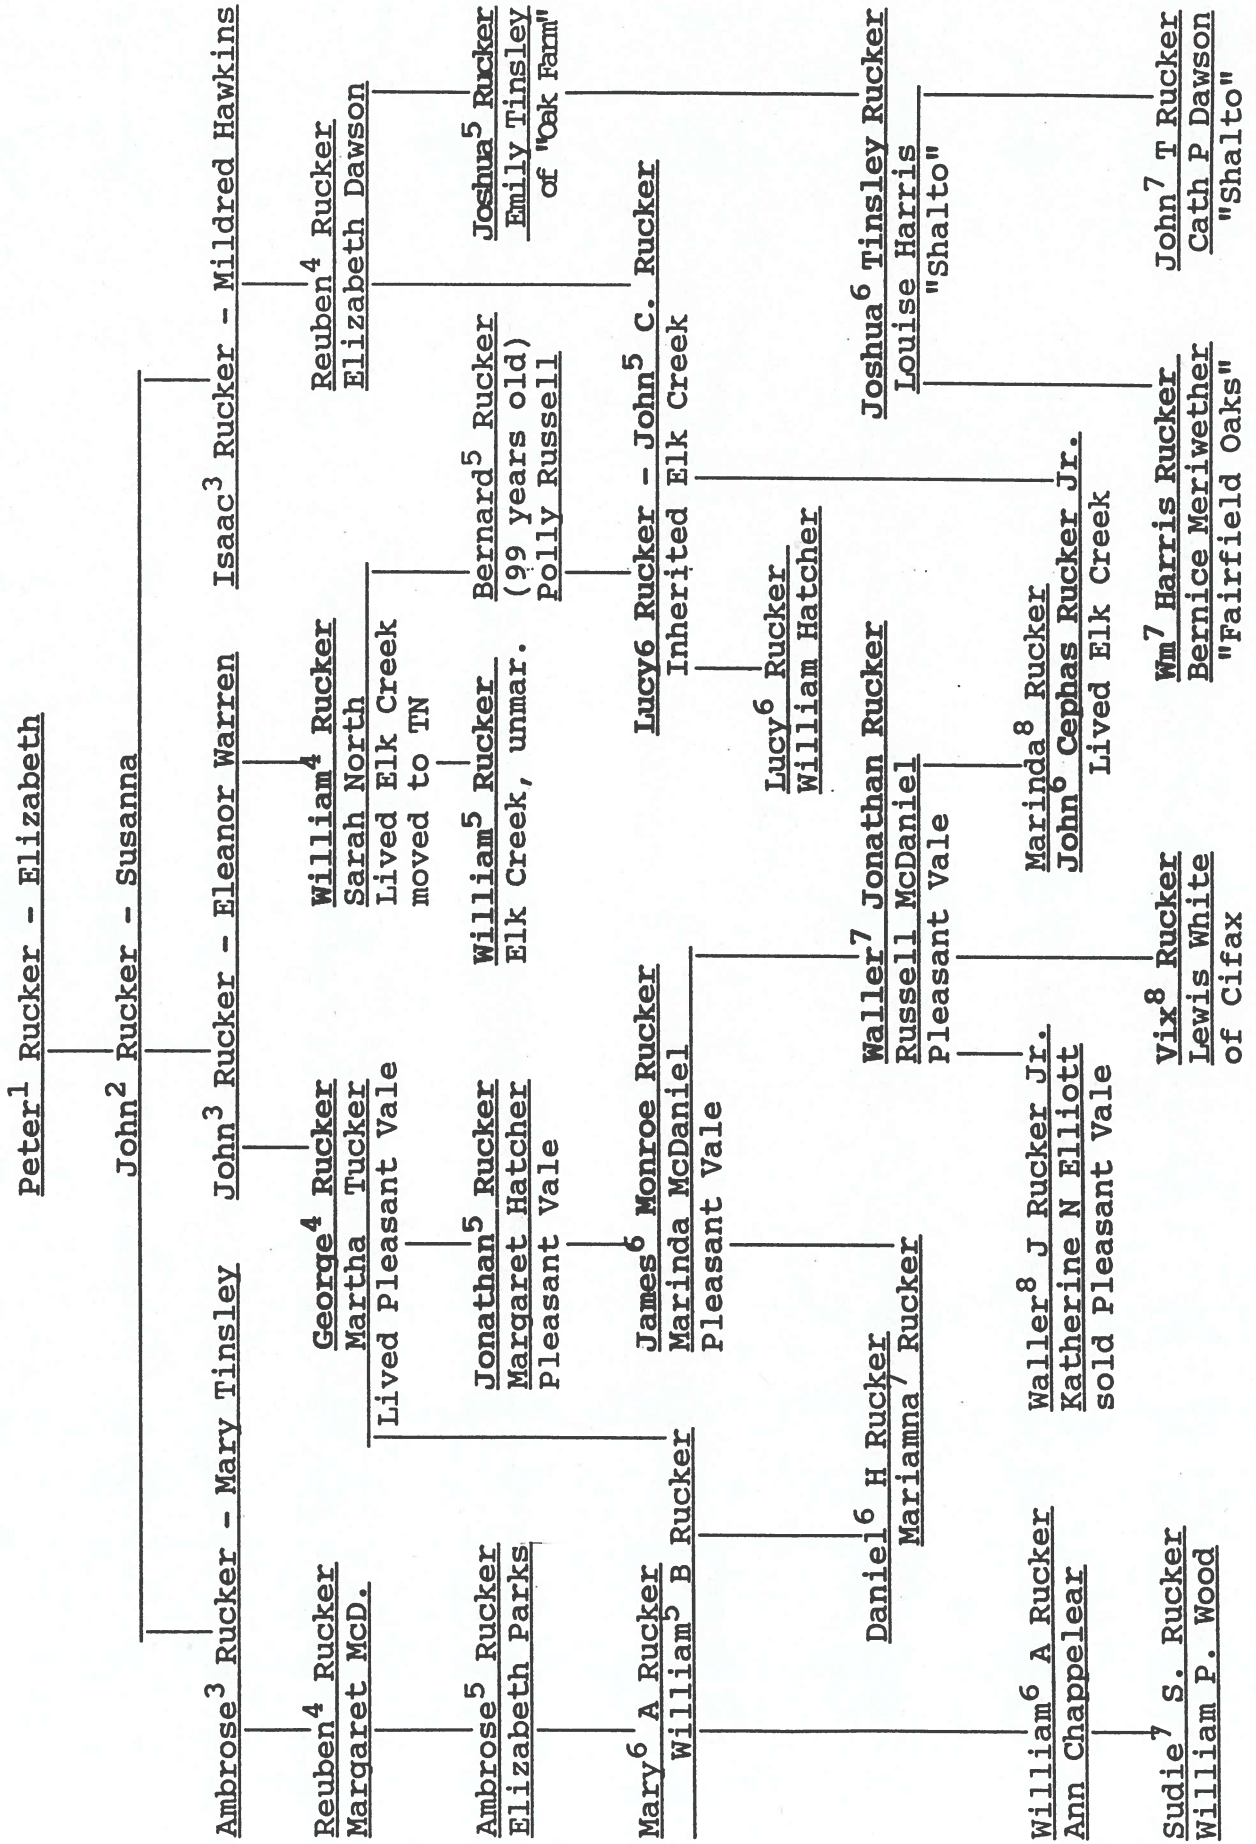 Peter¹ Rucker - Elizabeth
John² Rucker - Susanna
Ambrose³ Rucker - Mary Tinsley
John³ Rucker - Eleanor Warren
Isaac³ Rucker - Mildred Hawkins
Reuben⁴ Rucker
Margaret McD.
George⁴ Rucker
Martha Tucker
Lived Pleasant Vale
William⁴ Rucker
Sarah North
Lived Elk Creek
moved to TN
Reuben⁴ Rucker
Elizabeth Dawson
Ambrose⁵ Rucker
Elizabeth Parks
Jonathan⁵ Rucker
Margaret Hatcher
Pleasant Vale
William⁵ Rucker
Elk Creek, unmar.
Bernard⁵ Rucker
(99 years old)
Polly Russell
Joshua⁵ Rucker
Emily Tinsley
of "Oak Farm"
Mary⁶ A Rucker
William⁵ B Rucker
James⁶ Monroe Rucker
Marinda McDaniel
Pleasant Vale
Lucy6 Rucker - John⁵ C. Rucker
Inherited Elk Creek
Lucy⁶ Rucker
William Hatcher
Daniel⁶ H Rucker
Mariamna⁷ Rucker
Waller⁷ Jonathan Rucker
Russell McDaniel
Pleasant Vale
Joshua⁶ Tinsley Rucker
Louise Harris
"Shalto"
William⁶ A Rucker
Ann Chappelear
Waller⁸ J Rucker Jr.
Katherine N Elliott
sold Pleasant Vale
Marinda⁸ Rucker
John⁶ Cephas Rucker Jr.
Lived Elk Creek
Sudie⁷ S. Rucker
William P. Wood
Vix⁸ Rucker
Lewis White
of Cifax
Wm⁷ Harris Rucker
Bernice Meriwether
"Fairfield Oaks"
John⁷ T Rucker
Cath P Dawson
"Shalto"